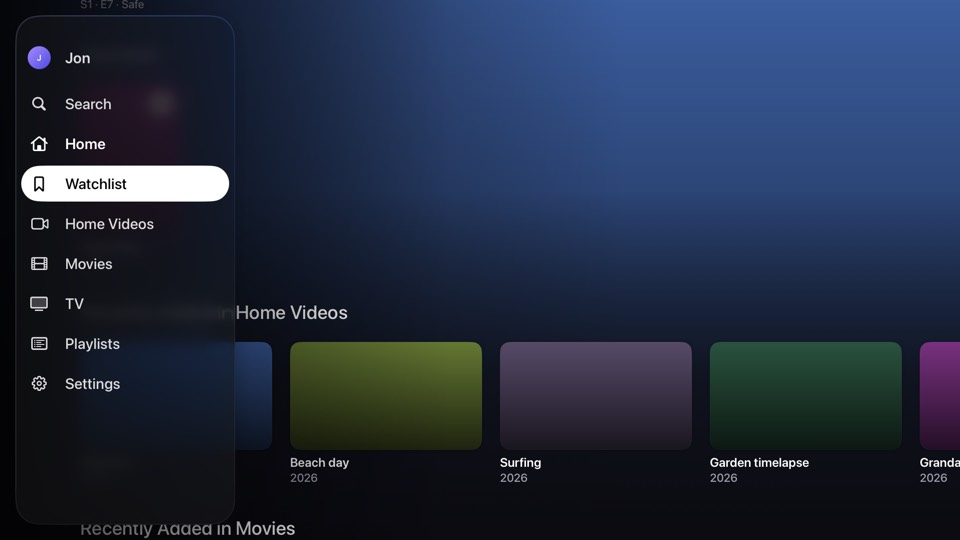 S1 · E7 · Safe
J
Jon
Search
Home
Watchlist
Home Videos
Movies
TV
Playlists
Settings
Home Videos
Beach day
2026
Surfing
2026
Garden timelapse
2026
Granda
2026
Recently Added in Movies